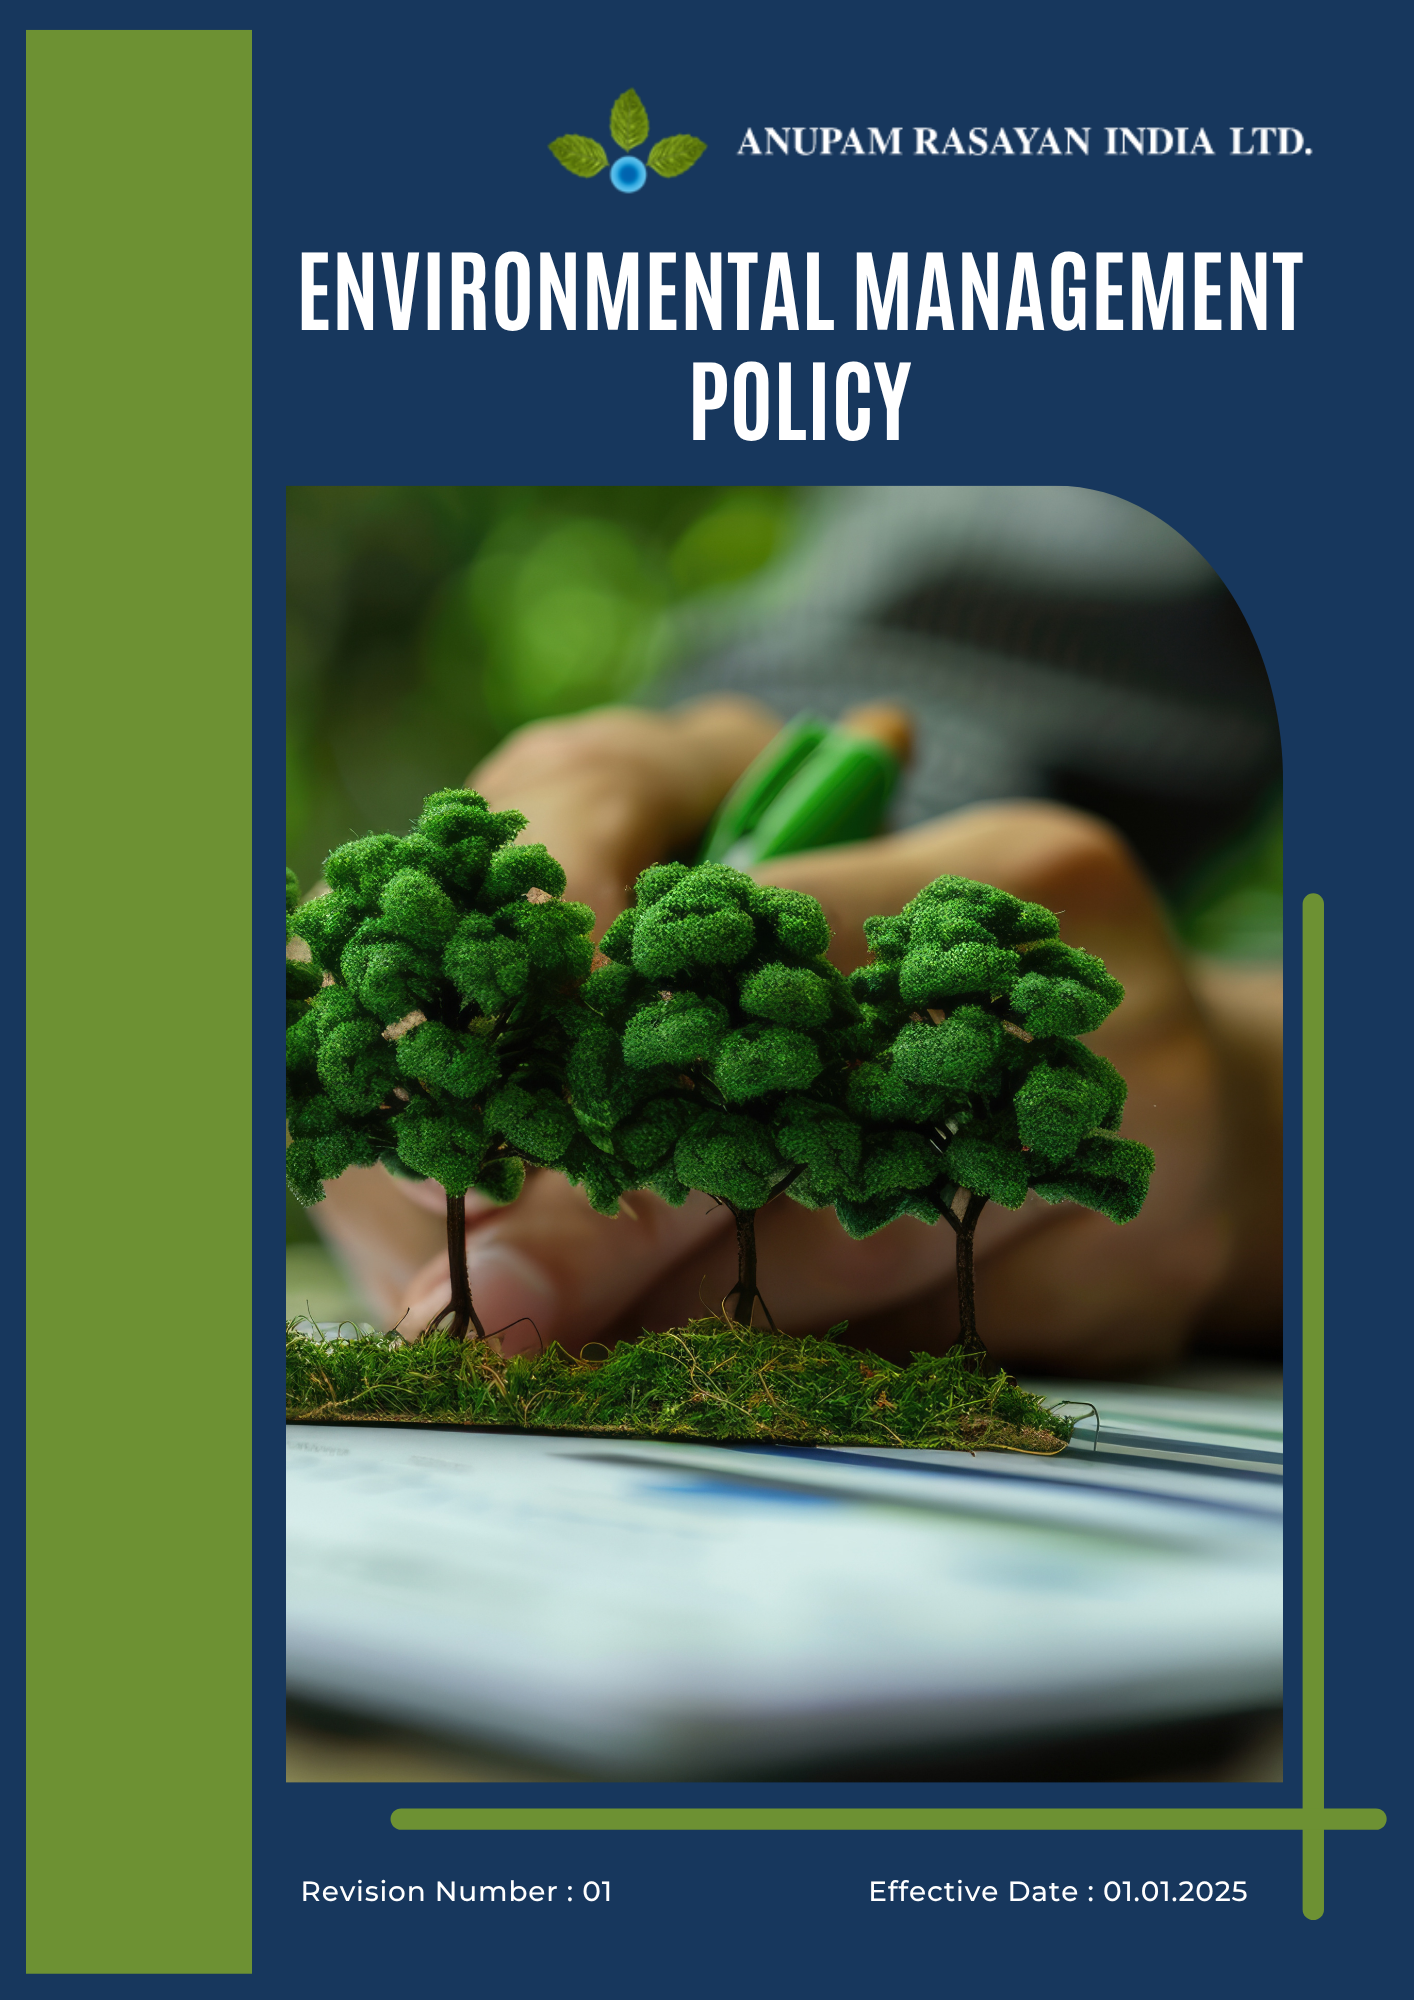 ANUPAM RASAYAN INDIA LTD.
ENVIRONMENTAL MANAGEMENT
POLICY
Revision Number : 01
Effective Date : 01.01.2025